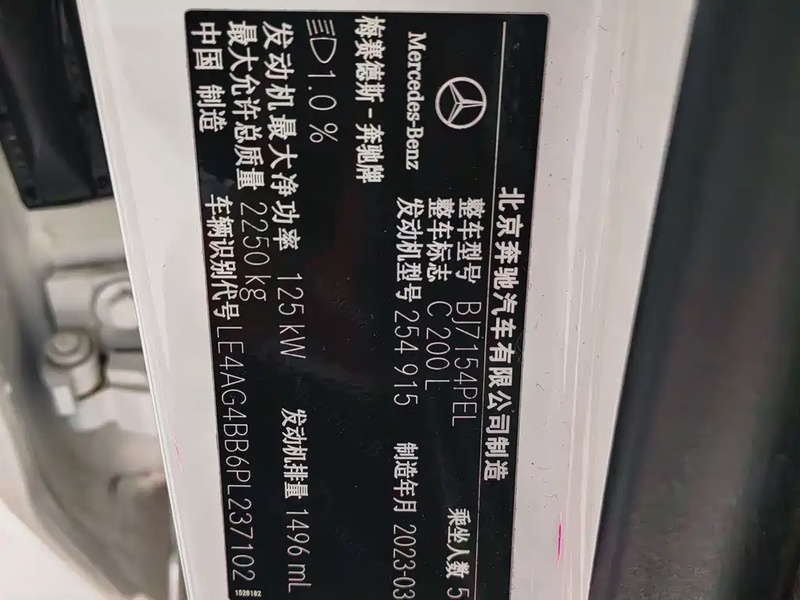 北京奔驰汽车有限公司制造
Mercedes-Benz
整车型号 BJ7154PEL 乘坐人数 5
整车标志 C 200 L
发动机型号 254 915 制造年月 2023-03
梅赛德斯-奔驰牌
1.0 %
发动机最大净功率 125 kW 发动机排量 1496 mL
最大允许总质量 2250 kg
中国 制造 车辆识别代号 LE4AG4BB6PL237102
1528182